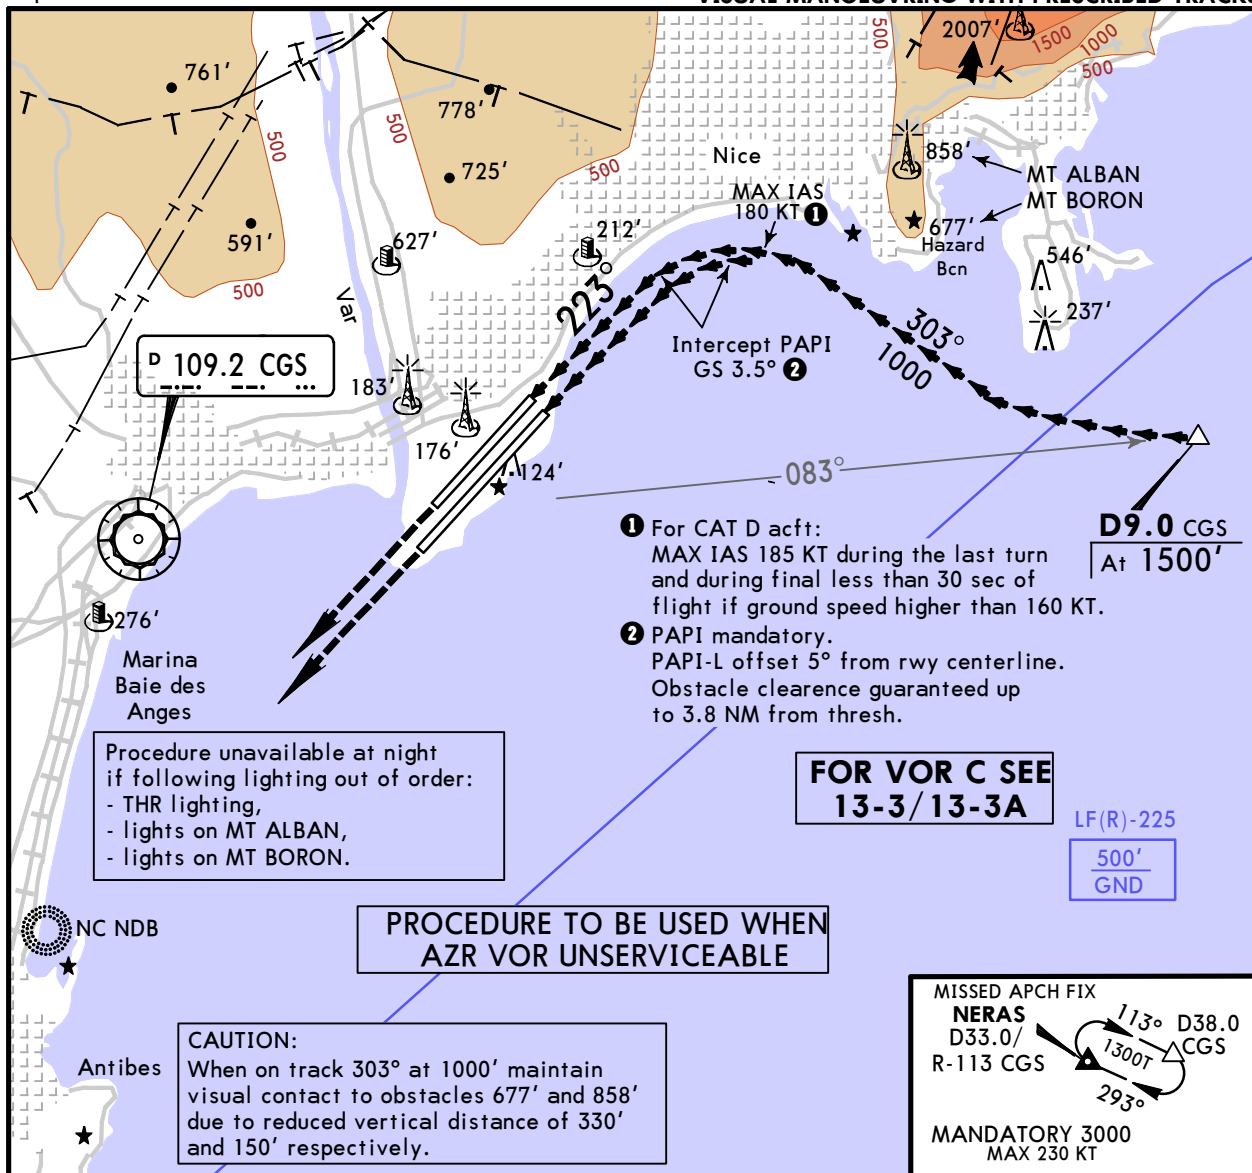 VISUAL MANOEUVRING WITH PRESCRIBED TRACKS
500
2007'
1500
1000
500
761'
778'
500
500
725'
500
591'
500
Nice
858'
MT ALBAN
MT BORON
677'
Hazard
Bcn
MAX IAS
180 KT ❶
212'
627'
546'
237'
Var
223°
303°
1000
Intercept PAPI
GS 3.5° ❷
D 109.2 CGS
183'
176'
124'
083°
D9.0 CGS
At 1500'
❶ For CAT D acft:
MAX IAS 185 KT during the last turn
and during final less than 30 sec of
flight if ground speed higher than 160 KT.
❷ PAPI mandatory.
PAPI-L offset 5° from rwy centerline.
Obstacle clearence guaranteed up
to 3.8 NM from thresh.
276'
Marina
Baie des
Anges
Procedure unavailable at night
if following lighting out of order:
- THR lighting,
- lights on MT ALBAN,
- lights on MT BORON.
FOR VOR C SEE
13-3/13-3A
LF(R)-225
500'
GND
NC NDB
PROCEDURE TO BE USED WHEN
AZR VOR UNSERVICEABLE
Antibes
CAUTION:
When on track 303° at 1000' maintain
visual contact to obstacles 677' and 858'
due to reduced vertical distance of 330'
and 150' respectively.
MISSED APCH FIX
NERAS
D33.0/
R-113 CGS
113°
1300T
293°
D38.0
CGS
MANDATORY 3000
MAX 230 KT